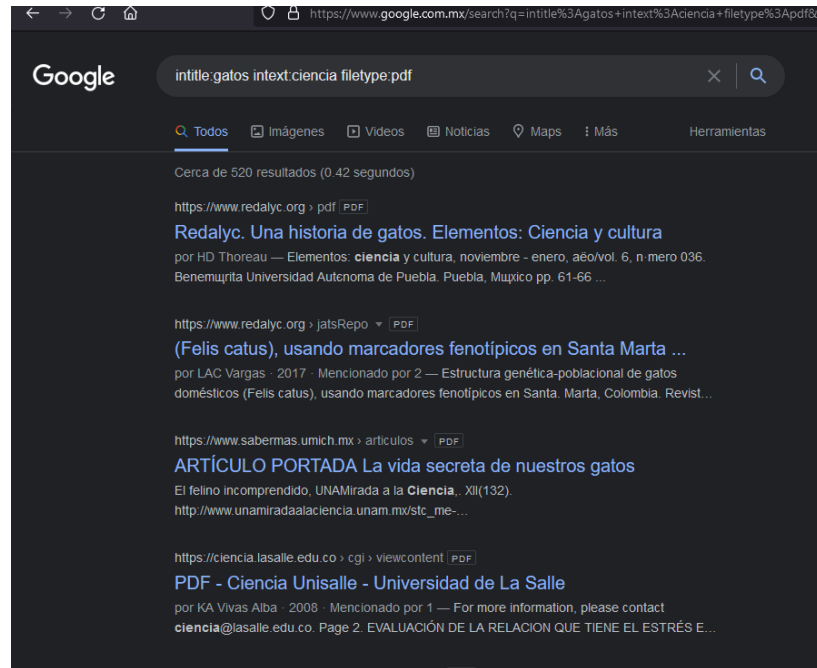 https://www.google.com.mx/search?q=intitle%3Agatos+intext%3Aciencia+filetype%3Apdf&
Google
intitle:gatos intext:ciencia filetype:pdf
Todos Imágenes Videos Noticias Maps Más Herramientas
Cerca de 520 resultados (0.42 segundos)
https://www.redalyc.org › pdf PDF
Redalyc. Una historia de gatos. Elementos: Ciencia y cultura
por HD Thoreau — Elementos: ciencia y cultura, noviembre - enero, aëo/vol. 6, n·mero 036.
Benemцrita Universidad Autєnoma de Puebla. Puebla, Mцxico pp. 61-66 ...
https://www.redalyc.org › jatsRepo PDF
(Felis catus), usando marcadores fenotípicos en Santa Marta ...
por LAC Vargas · 2017 · Mencionado por 2 — Estructura genética-poblacional de gatos
domésticos (Felis catus), usando marcadores fenotípicos en Santa. Marta, Colombia. Revist...
https://www.sabermas.umich.mx › articulos PDF
ARTÍCULO PORTADA La vida secreta de nuestros gatos
El felino incomprendido, UNAMirada a la Ciencia,. XII(132).
http://www.unamiradaalaciencia.unam.mx/stc_me-...
https://ciencia.lasalle.edu.co › cgi › viewcontent PDF
PDF - Ciencia Unisalle - Universidad de La Salle
por KA Vivas Alba · 2008 · Mencionado por 1 — For more information, please contact
ciencia@lasalle.edu.co. Page 2. EVALUACIÓN DE LA RELACION QUE TIENE EL ESTRÉS E...